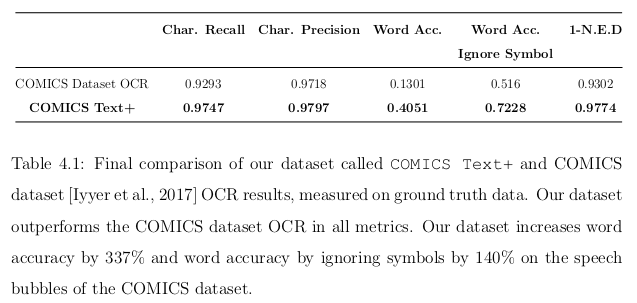 Char. Recall Char. Precision Word Acc. Word Acc. 1-N.E.D
Ignore Symbol
COMICS Dataset OCR 0.9293 0.9718 0.1301 0.516 0.9302
COMICS Text+ 0.9747 0.9797 0.4051 0.7228 0.9774
Table 4.1: Final comparison of our dataset called COMICS Text+ and COMICS
dataset [Iyyer et al., 2017] OCR results, measured on ground truth data. Our dataset
outperforms the COMICS dataset OCR in all metrics. Our dataset increases word
accuracy by 337% and word accuracy by ignoring symbols by 140% on the speech
bubbles of the COMICS dataset.